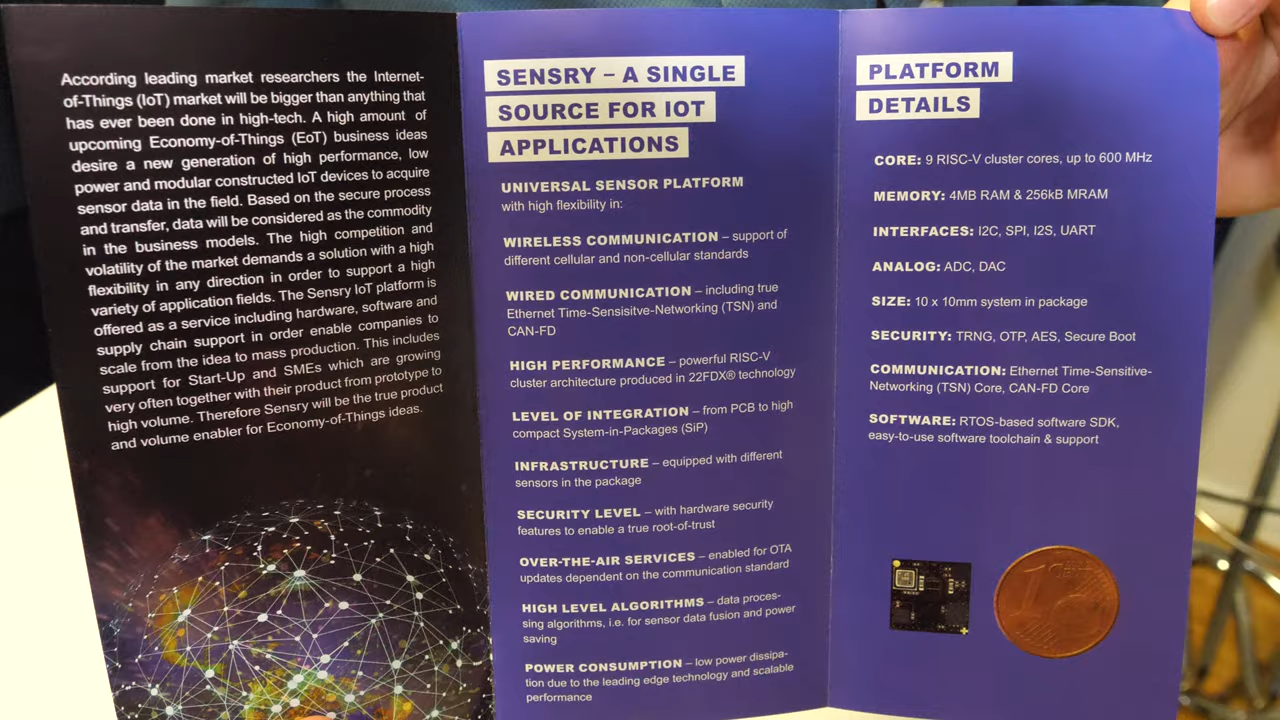 According leading market researchers the Internet-
of-Things (IoT) market will be bigger than anything that
has ever been done in high-tech. A high amount of
upcoming Economy-of-Things (EoT) business ideas
desire a new generation of high performance, low
power and modular constructed IoT devices to acquire
sensor data in the field. Based on the secure process
and transfer, data will be considered as the commodity
in the business models. The high competition and
volatility of the market demands a solution with a high
flexibility in any direction in order to support a high
variety of application fields. The Sensry IoT platform is
offered as a service including hardware, software and
supply chain support in order enable companies to
scale from the idea to mass production. This includes
support for Start-Up and SMEs which are growing
very often together with their product from prototype to
high volume. Therefore Sensry will be the true product
and volume enabler for Economy-of-Things ideas.
SENSRY – A SINGLE
SOURCE FOR IOT
APPLICATIONS
UNIVERSAL SENSOR PLATFORM
with high flexibility in:
WIRELESS COMMUNICATION – support of
different cellular and non-cellular standards
WIRED COMMUNICATION – including true
Ethernet Time-Sensisitve-Networking (TSN) and
CAN-FD
HIGH PERFORMANCE – powerful RISC-V
cluster architecture produced in 22FDX® technology
LEVEL OF INTEGRATION – from PCB to high
compact System-in-Packages (SiP)
INFRASTRUCTURE – equipped with different
sensors in the package
SECURITY LEVEL – with hardware security
features to enable a true root-of-trust
OVER-THE-AIR SERVICES – enabled for OTA
updates dependent on the communication standard
HIGH LEVEL ALGORITHMS – data proces-
sing algorithms, i.e. for sensor data fusion and power
saving
POWER CONSUMPTION – low power dissipa-
tion due to the leading edge technology and scalable
performance
PLATFORM
DETAILS
CORE: 9 RISC-V cluster cores, up to 600 MHz
MEMORY: 4MB RAM & 256kB MRAM
INTERFACES: I2C, SPI, I2S, UART
ANALOG: ADC, DAC
SIZE: 10 x 10mm system in package
SECURITY: TRNG, OTP, AES, Secure Boot
COMMUNICATION: Ethernet Time-Sensitive-
Networking (TSN) Core, CAN-FD Core
SOFTWARE: RTOS-based software SDK,
easy-to-use software toolchain & support
1